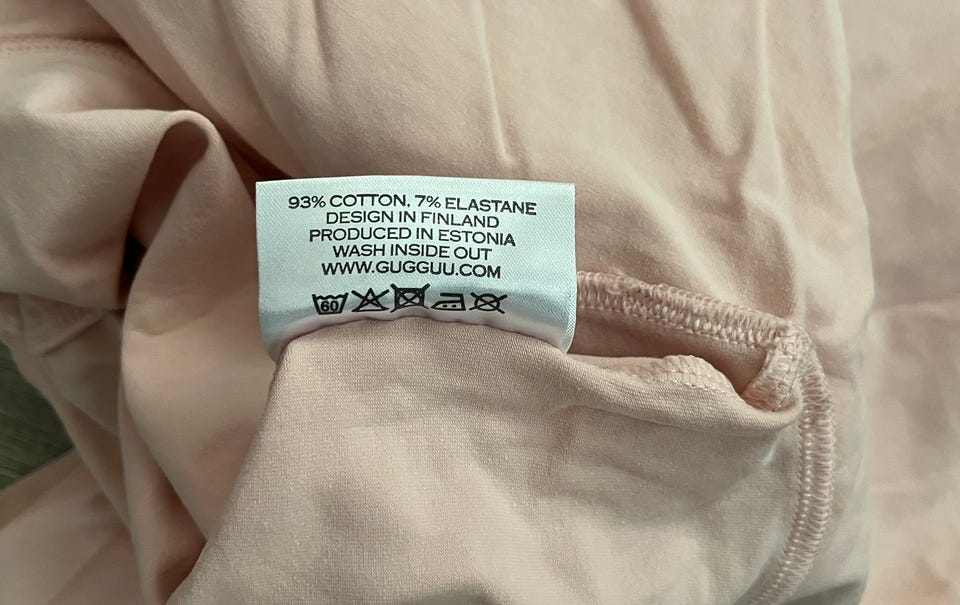 93% COTTON, 7% ELASTANE
DESIGN IN FINLAND
PRODUCED IN ESTONIA
WASH INSIDE OUT
WWW.GUGGUU.COM
60